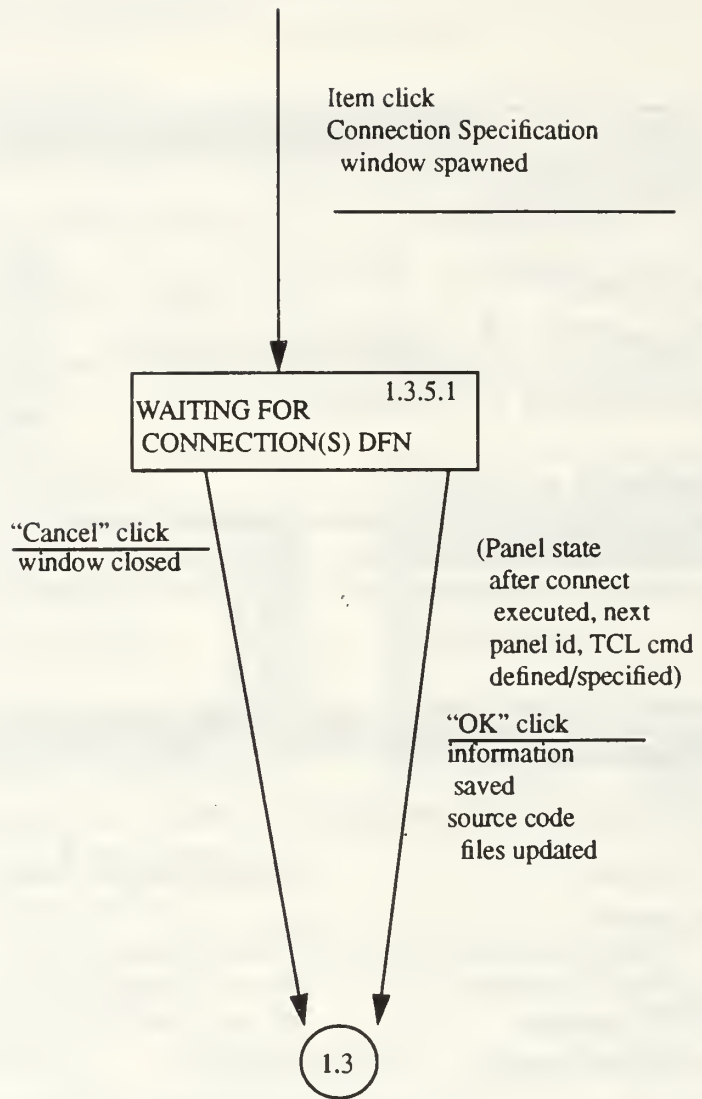 Item click
Connection Specification
window spawned
1.3.5.1
WAITING FOR
CONNECTION(S) DFN
“Cancel” click
window closed
(Panel state
after connect
executed, next
panel id, TCL cmd
defined/specified)
“OK” click
information
saved
source code
files updated
1.3